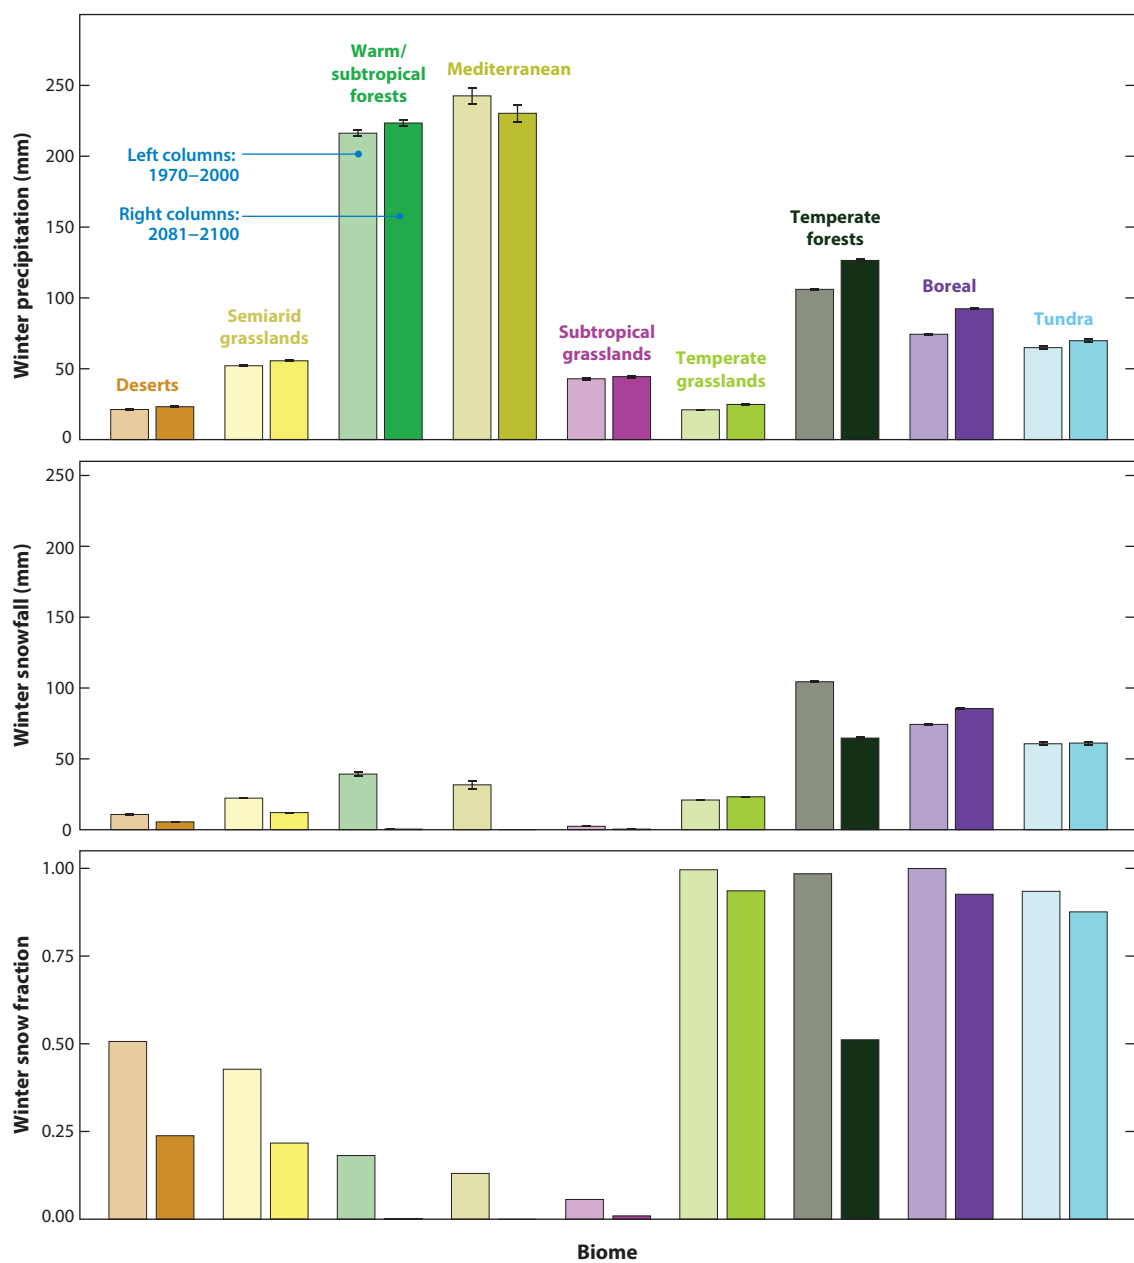 Winter precipitation (mm)
250
200
150
100
50
0
Warm/
subtropical
forests
Mediterranean
Left columns:
1970–2000
Right columns:
2081–2100
Temperate
forests
Boreal
Semiarid
grasslands
Tundra
Subtropical
grasslands
Temperate
grasslands
Deserts
Winter snowfall (mm)
250
200
150
100
50
0
Winter snow fraction
1.00
0.75
0.50
0.25
0.00
Biome